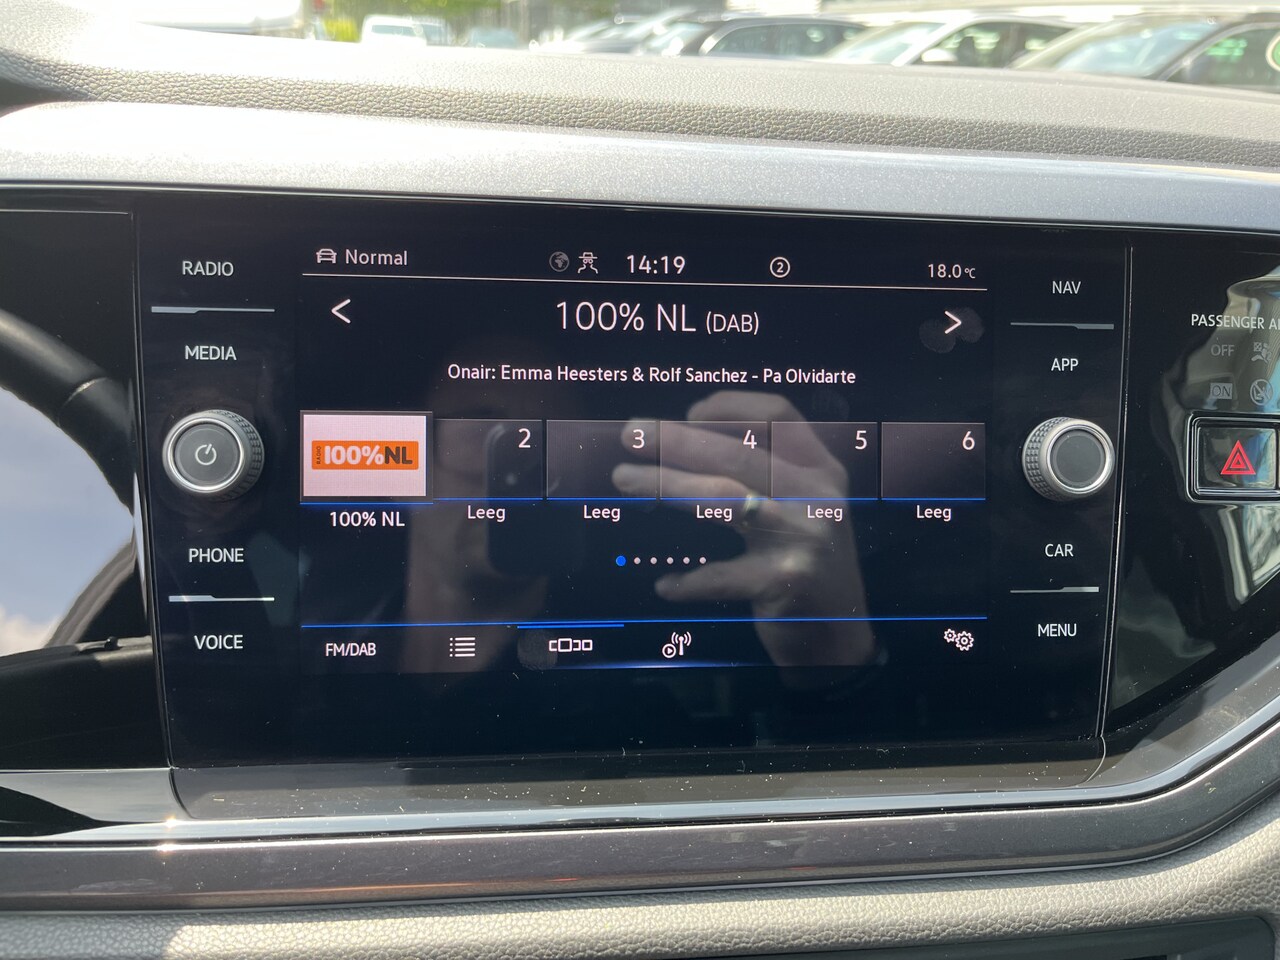 RADIO
MEDIA
PHONE
VOICE
Normal
14:19
2
18.0°C
100% NL (DAB)
Onair: Emma Heesters & Rolf Sanchez - Pa Olvidarte
RADIO 100%NL
2
3
4
5
6
100% NL
Leeg
Leeg
Leeg
Leeg
Leeg
FM/DAB
NAV
APP
CAR
MENU
PASSENGER
OFF
ON